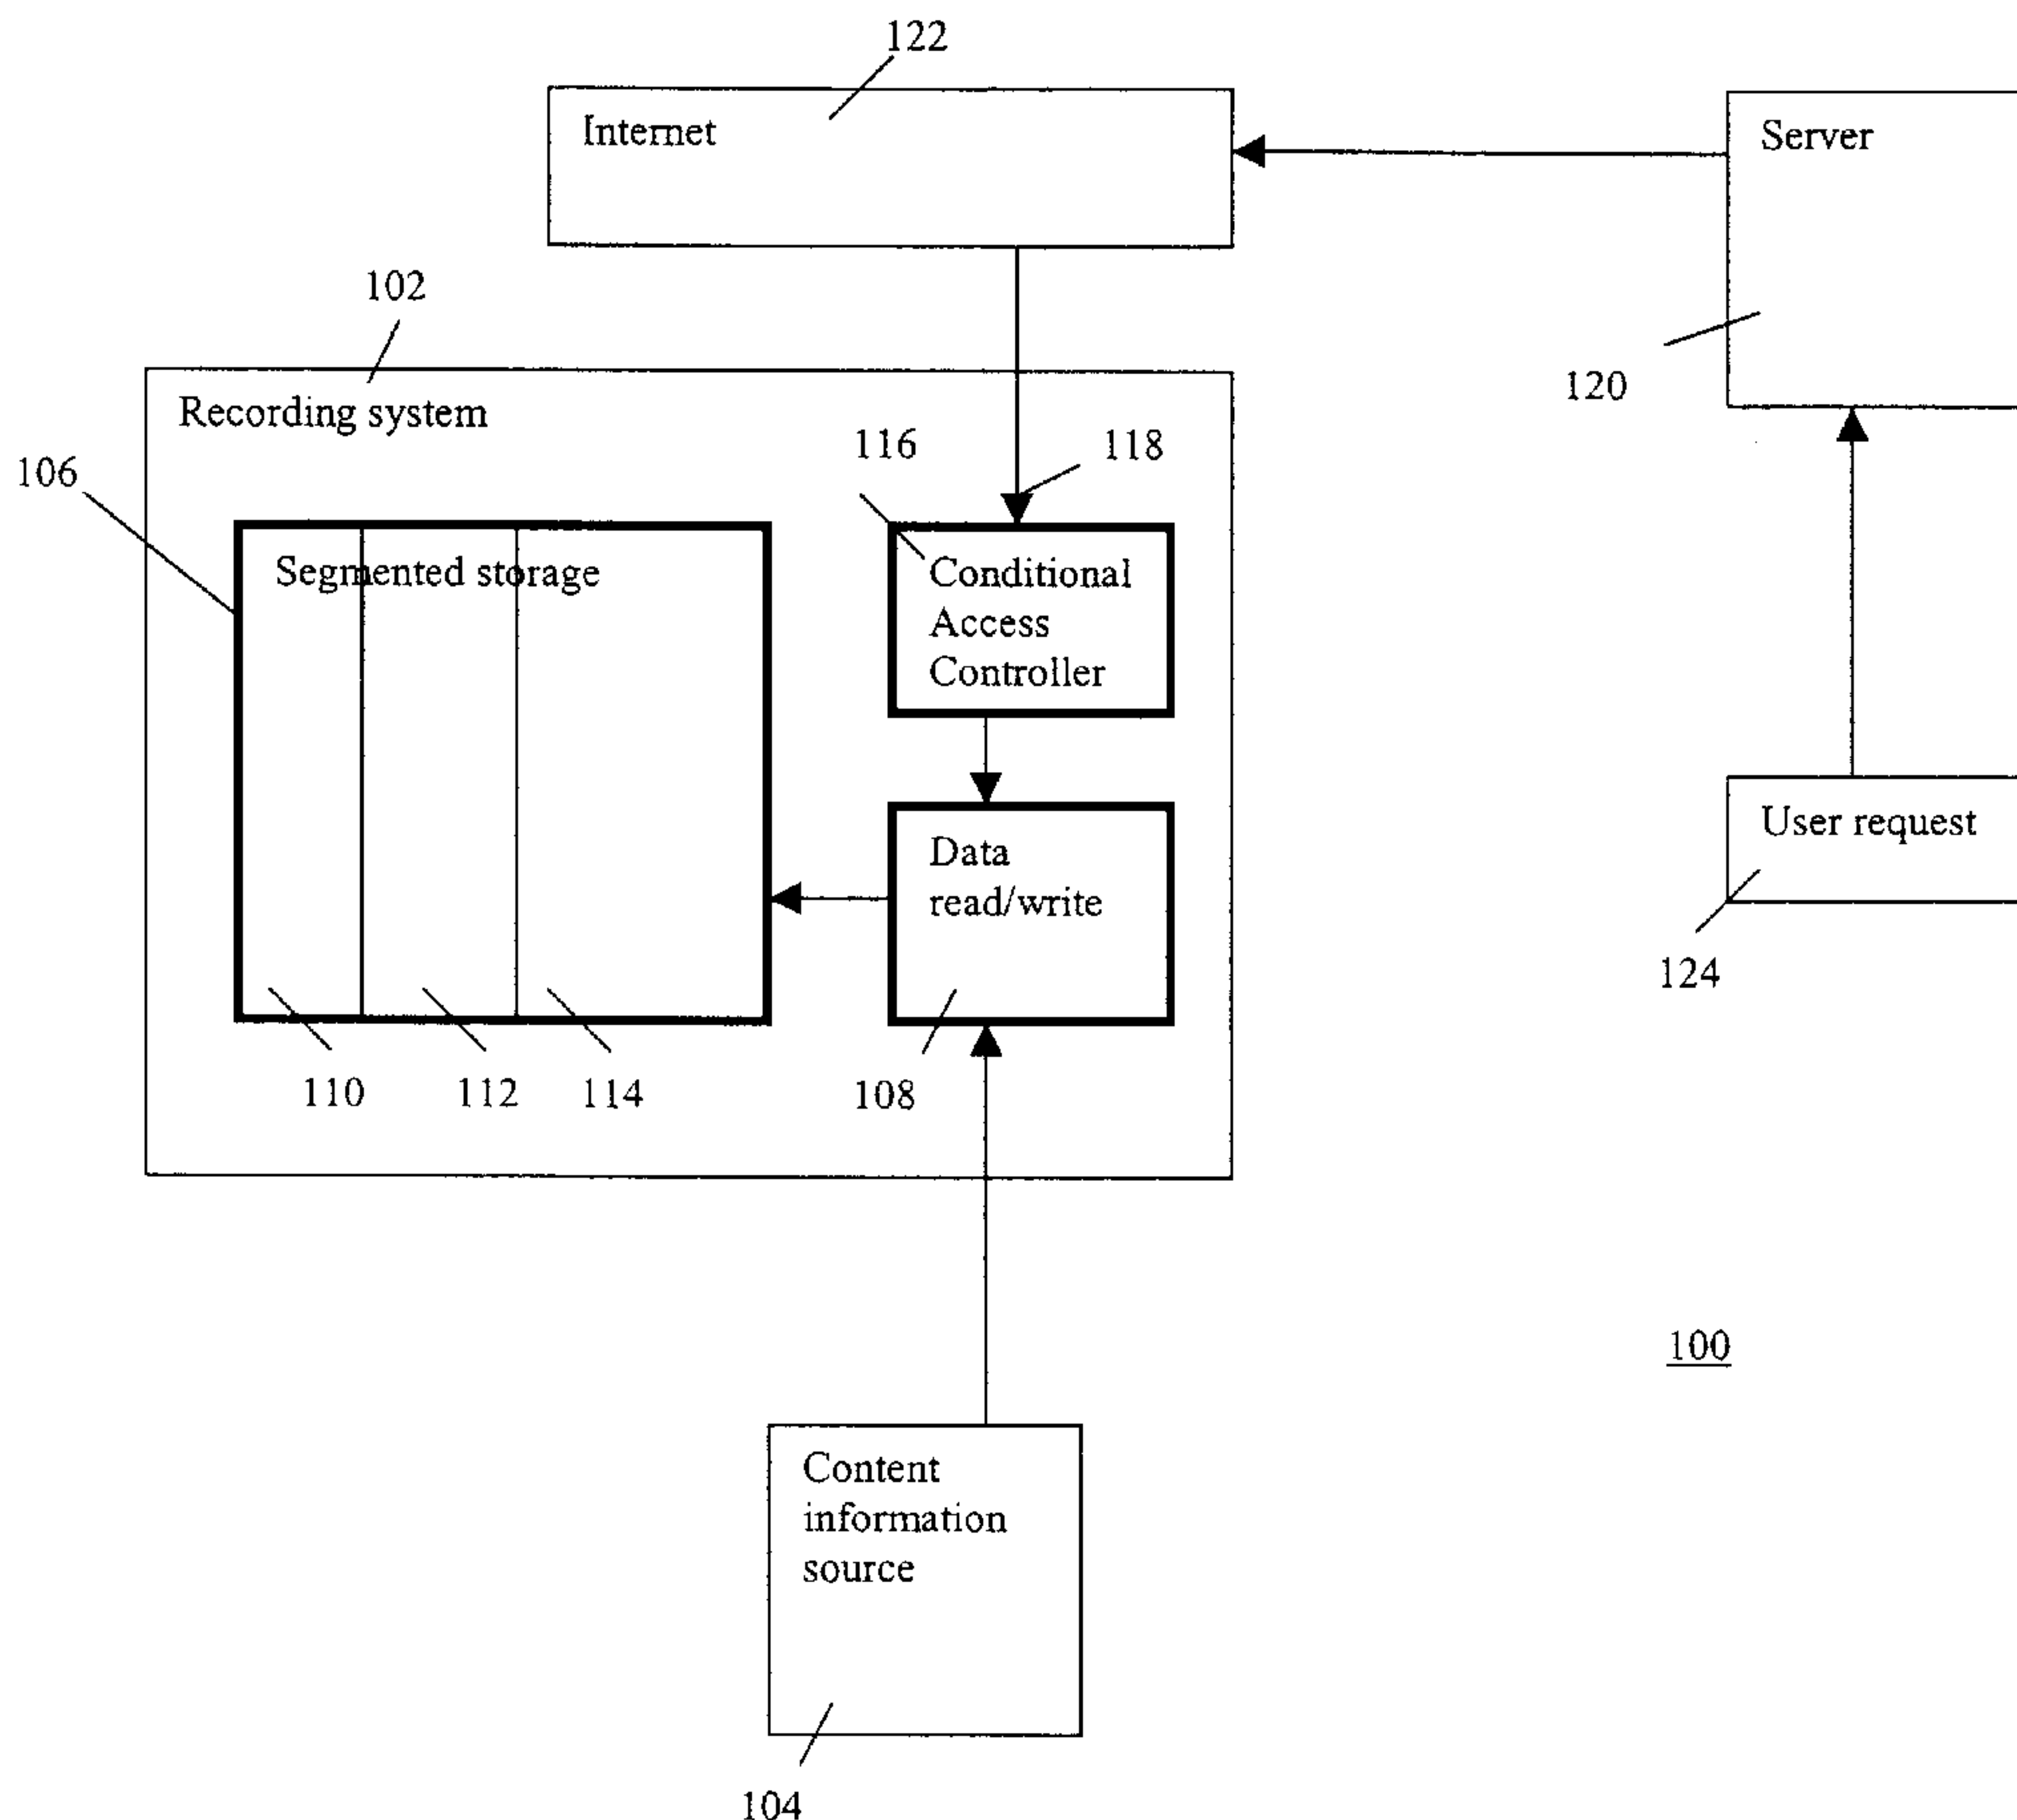 122
Internet
Server
102
Recording system
120
116
118
106
Segmented storage
Conditional
Access
Controller
Data
read/write
User request
124
110
112
114
108
100
Content
information
source
104